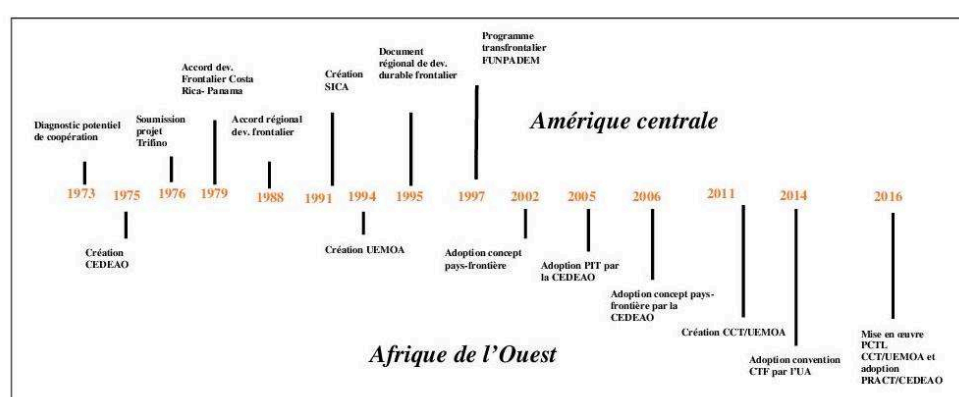 Programme
transfrontalier
FUNPADEM
Document
régional de dev.
durable frontalier
Accord dev.
Frontalier Costa
Rica- Panama
Création
SICA
Soumission
projet
Trifino
Accord régional
dev. frontalier
Diagnostic potentiel
de coopération
Amérique centrale
1973
1975
1976
1979
1988
1991
1994
1995
1997
2002
2005
2006
2011
2014
2016
Création
CEDEAO
Création UEMOA
Adoption concept
pays-frontière
Adoption PIT par
la CEDEAO
Adoption concept pays-
frontière par la
CEDEAO
Création CCT/UEMOA
Adoption convention
CTF par l'UA
Mise en œuvre
PCTL
CCT/UEMOA et
adoption
PRACT/CEDEAO
Afrique de l'Ouest